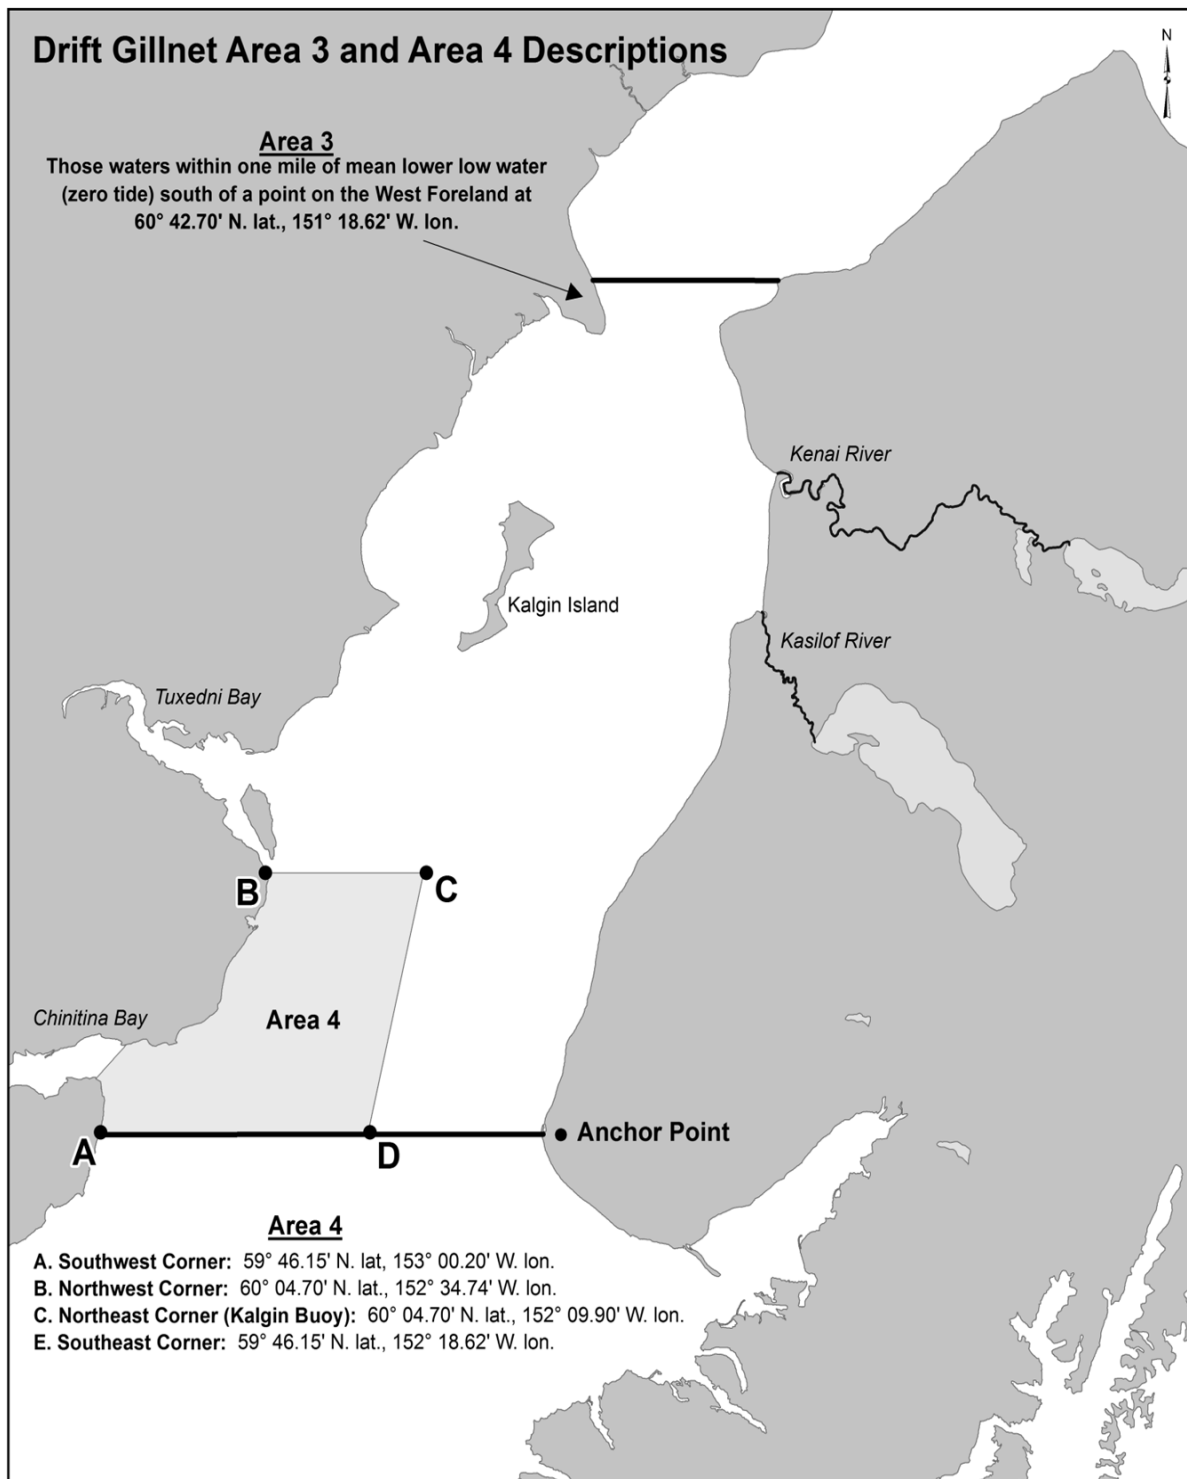 Drift Gillnet Area 3 and Area 4 Descriptions
N
Area 3
Those waters within one mile of mean lower low water
(zero tide) south of a point on the West Foreland at
60° 42.70' N. lat., 151° 18.62' W. lon.
Kenai River
Kalgin Island
Kasilof River
Tuxedni Bay
B
C
Chinitina Bay
Area 4
A
D
Anchor Point
Area 4
A. Southwest Corner: 59° 46.15' N. lat, 153° 00.20' W. lon.
B. Northwest Corner: 60° 04.70' N. lat., 152° 34.74' W. lon.
C. Northeast Corner (Kalgin Buoy): 60° 04.70' N. lat., 152° 09.90' W. lon.
E. Southeast Corner: 59° 46.15' N. lat., 152° 18.62' W. lon.